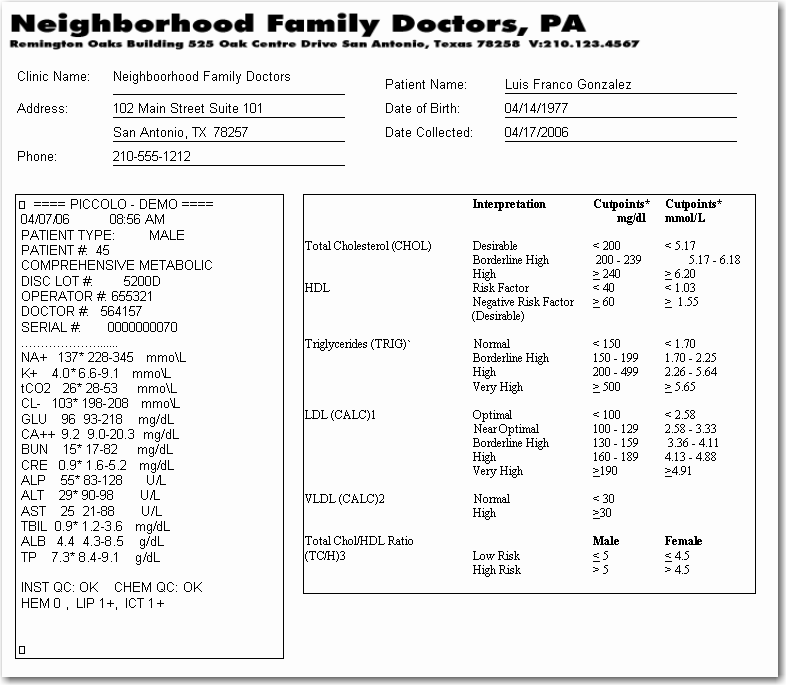 Neighborhood Family Doctors, PA
Remington Oaks Building 525 Oak Centre Drive San Antonio, Texas 78258 V:210.123.4567
Clinic Name: Neighboorhood Family Doctors
Address: 102 Main Street Suite 101
San Antonio, TX 78257
Phone: 210-555-1212
Patient Name: Luis Franco Gonzalez
Date of Birth: 04/14/1977
Date Collected: 04/17/2006
==== PICCOLO - DEMO ====
04/07/06 08:56 AM
PATIENT TYPE: MALE
PATIENT #: 45
COMPREHENSIVE METABOLIC
DISC LOT #: 5200D
OPERATOR #: 655321
DOCTOR #: 564157
SERIAL #: 0000000070
..........................
NA+ 137* 228-345 mmo\L
K+ 4.0* 6.6-9.1 mmo\L
tCO2 26* 28-53 mmo\L
CL- 103* 198-208 mmo\L
GLU 96 93-218 mg/dL
CA++ 9.2 9.0-20.3 mg/dL
BUN 15* 17-82 mg/dL
CRE 0.9* 1.6-5.2 mg/dL
ALP 55* 83-128 U/L
ALT 29* 90-98 U/L
AST 25 21-88 U/L
TBIL 0.9* 1.2-3.6 mg/dL
ALB 4.4 4.3-8.5 g/dL
TP 7.3* 8.4-9.1 g/dL
INST QC: OK CHEM QC: OK
HEM 0 , LIP 1+, ICT 1+
Interpretation Cutpoints* Cutpoints*
mg/dl mmol/L
Total Cholesterol (CHOL) Desirable < 200 < 5.17
Borderline High 200 - 239 5.17 - 6.18
High ≥ 240 ≥ 6.20
HDL Risk Factor < 40 < 1.03
Negative Risk Factor ≥ 60 ≥ 1.55
(Desirable)
Triglycerides (TRIG)` Normal < 150 < 1.70
Borderline High 150 - 199 1.70 - 2.25
High 200 - 499 2.26 - 5.64
Very High ≥ 500 ≥ 5.65
LDL (CALC)1 Optimal < 100 < 2.58
Near Optimal 100 - 129 2.58 - 3.33
Borderline High 130 - 159 3.36 - 4.11
High 160 - 189 4.13 - 4.88
Very High ≥190 ≥4.91
VLDL (CALC)2 Normal < 30
High ≥30
Total Chol/HDL Ratio Male Female
(TC/H)3 Low Risk ≤ 5 ≤ 4.5
High Risk > 5 > 4.5